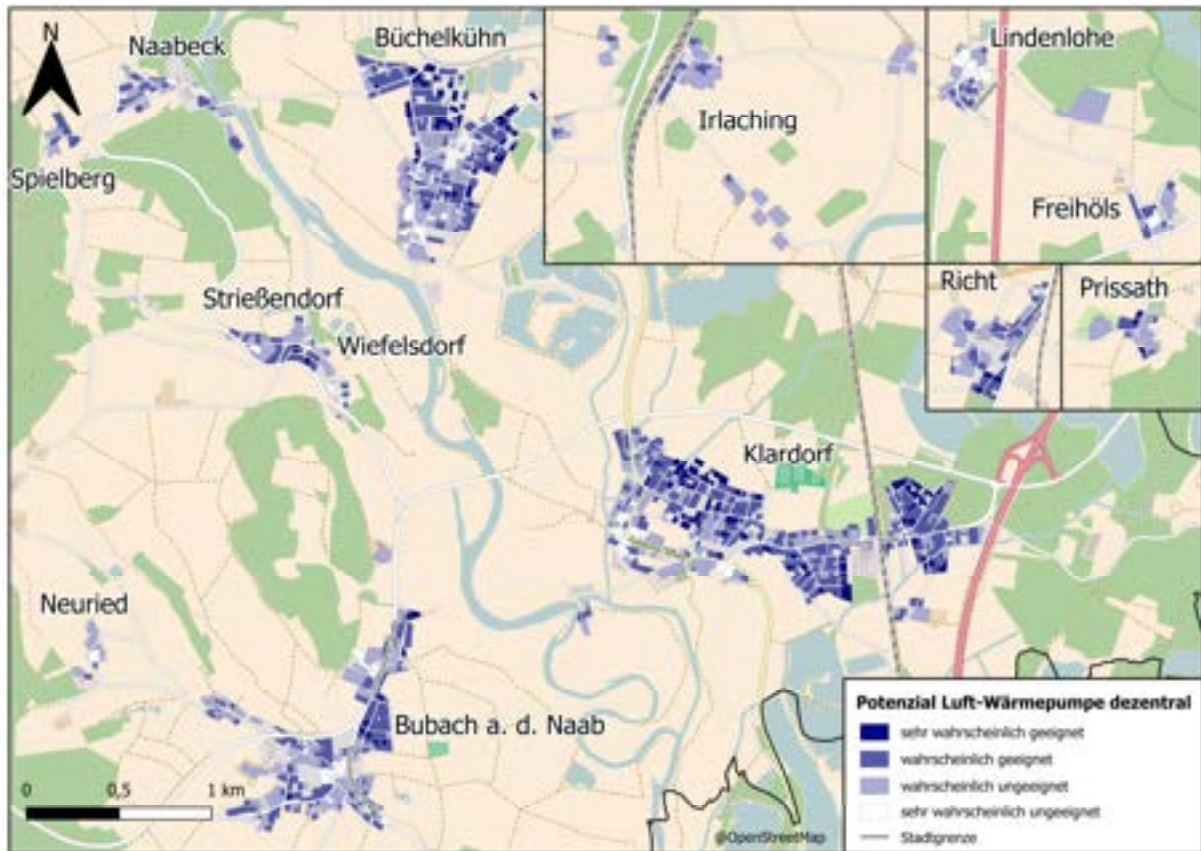 N
Naabeck
Büchelkühn
Lindenlohe
Irlaching
Spielberg
Freihöls
Strießendorf
Richt
Prissath
Wiefelsdorf
Klardorf
Neuried
Bubach a. d. Naab
0 0,5 1 km
Potenzial Luft-Wärmepumpe dezentral
sehr wahrscheinlich geeignet
wahrscheinlich geeignet
wahrscheinlich ungeeignet
sehr wahrscheinlich ungeeignet
Stadtgrenze
@OpenStreetMap